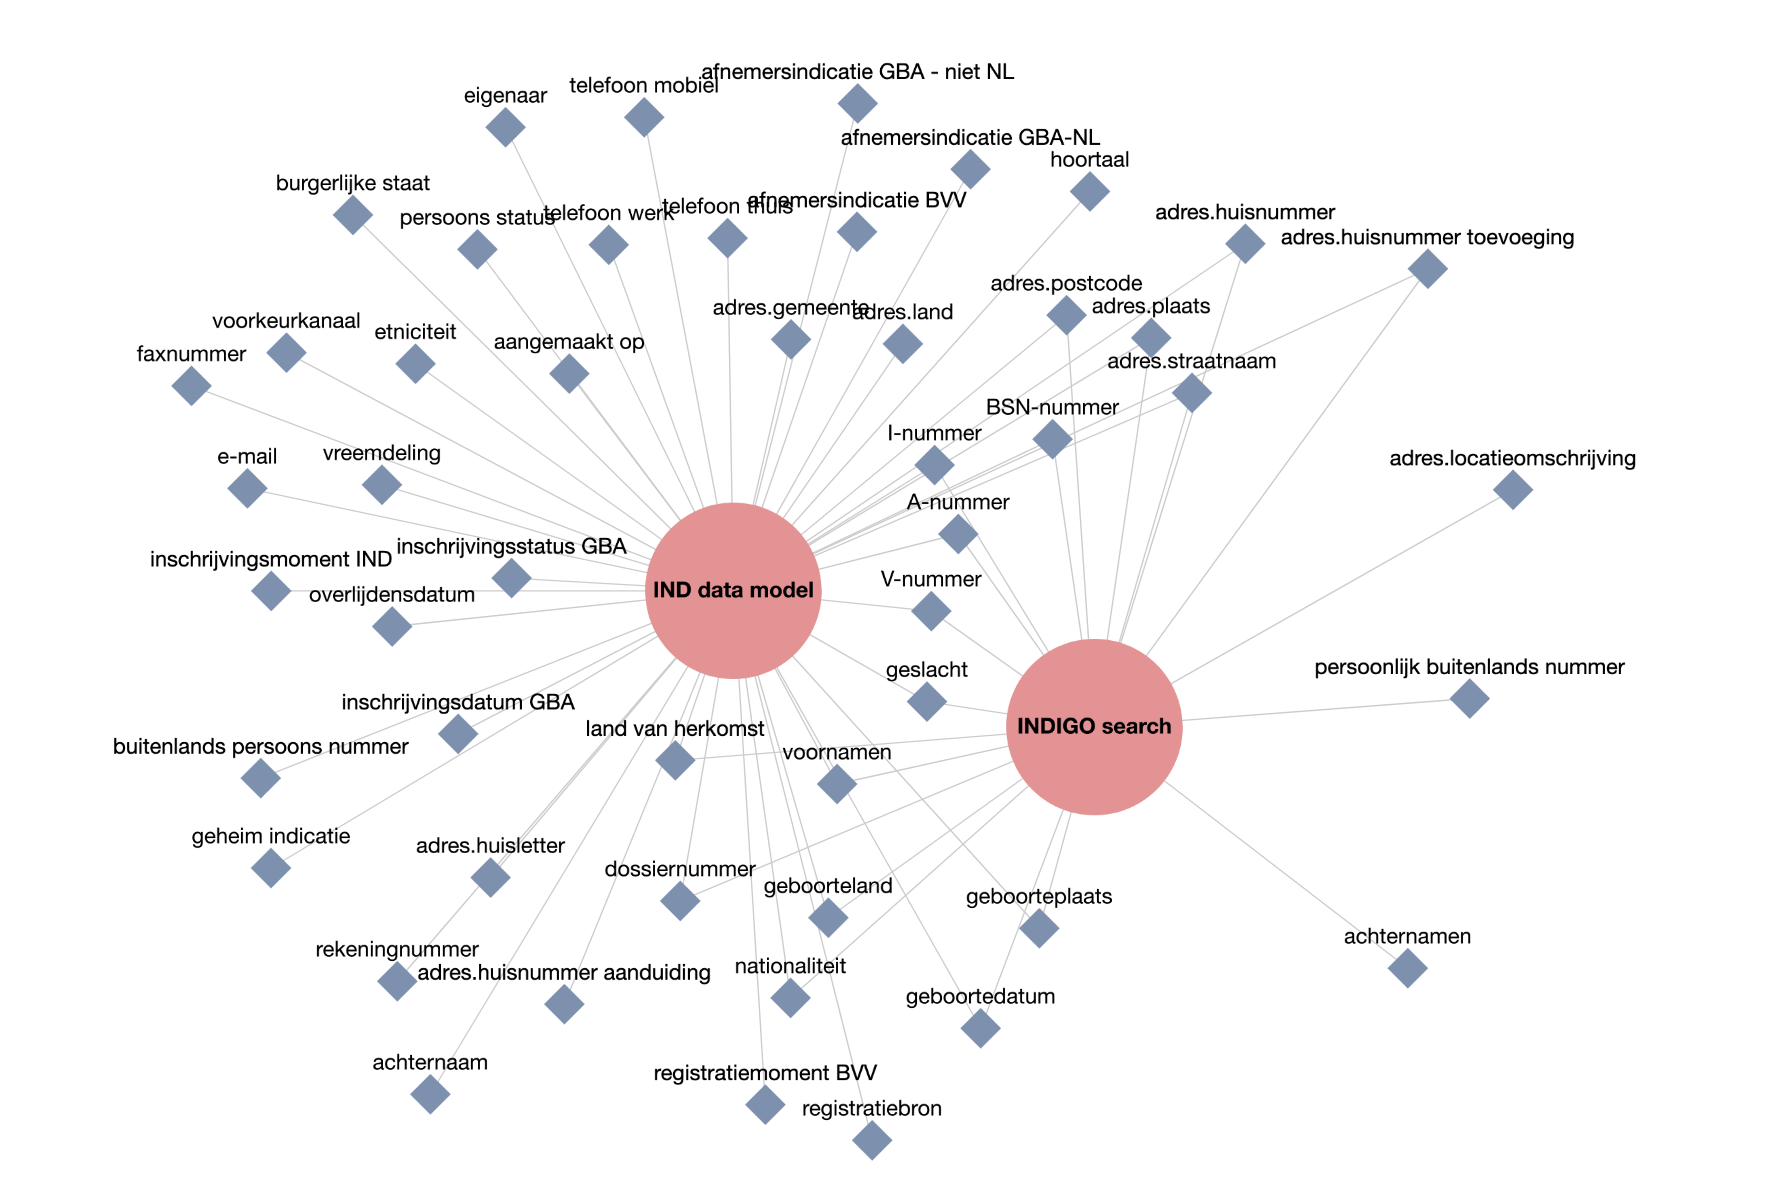 afnemersindicatie GBA - niet NL
telefoon mobiel
eigenaar
afnemersindicatie GBA-NL
hoortaal
burgerlijke staat
afnemersindicatie BVV
telefoon thuis
telefoon werk
persoons status
adres.huisnummer
adres.huisnummer toevoeging
adres.postcode
adres.plaats
adres.gemeente
adres.land
voorkeurkanaal
etniciteit
aangemaakt op
faxnummer
adres.straatnaam
BSN-nummer
I-nummer
e-mail
vreemdeling
adres.locatieomschrijving
A-nummer
inschrijvingsmoment IND
inschrijvingsstatus GBA
V-nummer
IND data model
overlijdensdatum
geslacht
persoonlijk buitenlands nummer
inschrijvingsdatum GBA
land van herkomst
INDIGO search
buitenlands persoons nummer
voornamen
geheim indicatie
adres.huisletter
dossiernummer
geboorteland
geboorteplaats
rekeningnummer
adres.huisnummer aanduiding
nationaliteit
achternamen
geboortedatum
achternaam
registratiemoment BVV
registratiebron